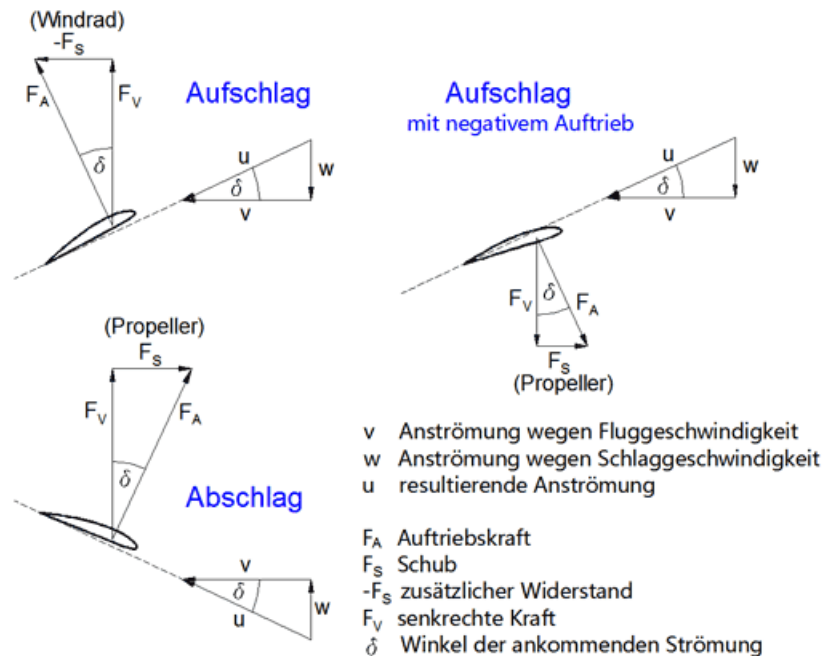 (Windrad)
-FS
FA
FV
δ
Aufschlag
u
δ
w
v
Aufschlag
mit negativem Auftrieb
u
δ
w
v
FV
δ
FA
FS
(Propeller)
(Propeller)
FS
FV
FA
δ
Abschlag
v
δ
u
w
v Anströmung wegen Fluggeschwindigkeit
w Anströmung wegen Schlaggeschwindigkeit
u resultierende Anströmung
FA Auftriebskraft
FS Schub
-FS zusätzlicher Widerstand
FV senkrechte Kraft
δ Winkel der ankommenden Strömung